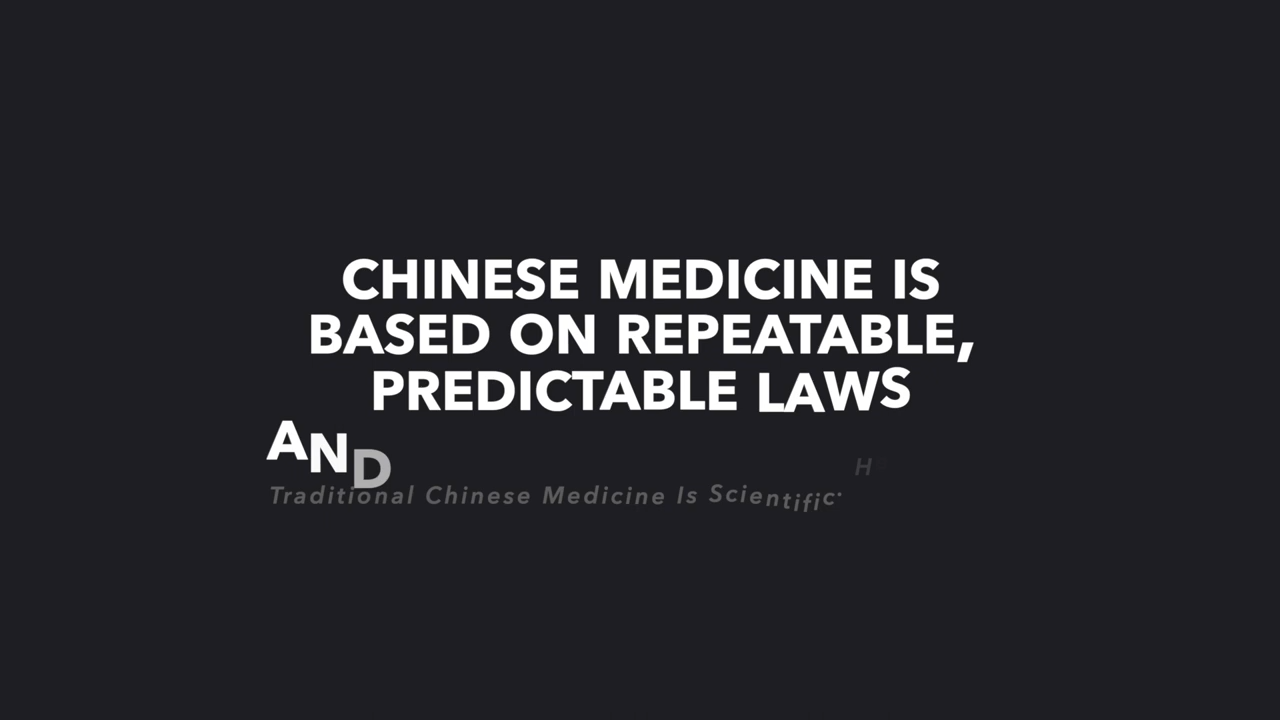 CHINESE MEDICINE IS
BASED ON REPEATABLE,
PREDICTABLE LAWS
AND
Traditional Chinese Medicine Is Scientific. H